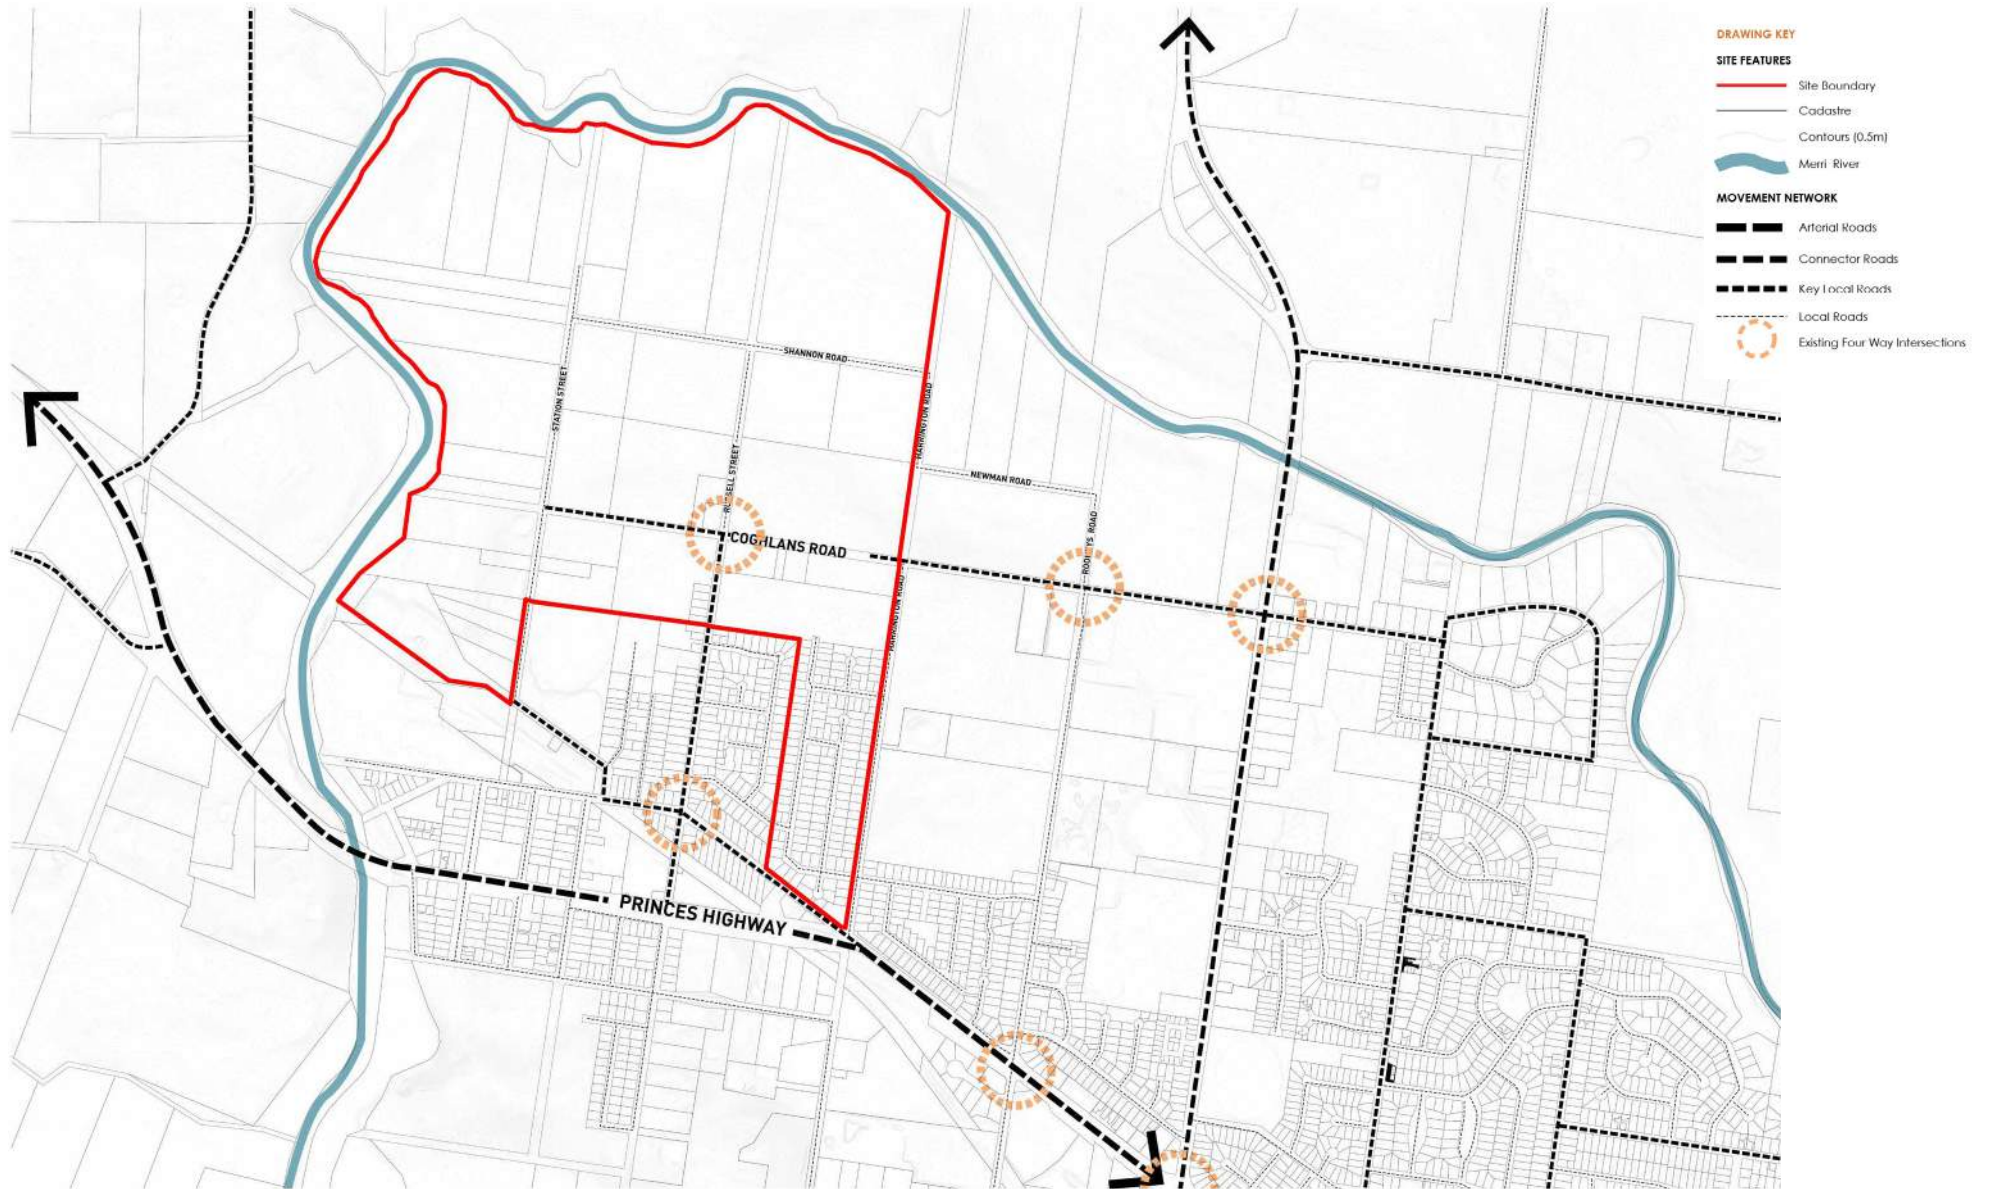 DRAWING KEY
SITE FEATURES
Site Boundary
Cadastre
Contours (0.5m)
Merri River
MOVEMENT NETWORK
Arterial Roads
Connector Roads
Key Local Roads
Local Roads
Existing Four Way Intersections
SHANNON ROAD
STATION STREET
HARRINGTON ROAD
RUSSELL STREET
NEWMAN ROAD
COGHLANS ROAD
HARRINGTON ROAD
PRINCES HIGHWAY